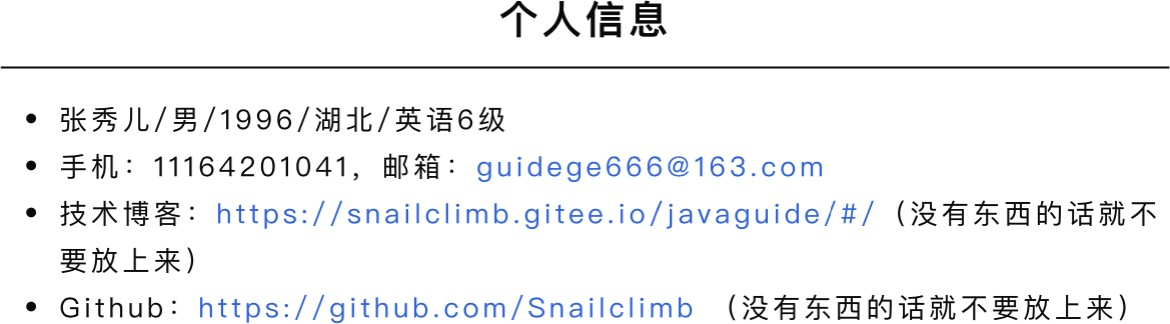 个人信息
张秀儿/男/1996/湖北/英语6级
手机：11164201041，邮箱：guidege666@163.com
技术博客：https://snailclimb.gitee.io/javaguide/#/（没有东西的话就不
要放上来）
Github：https://github.com/Snailclimb （没有东西的话就不要放上来）